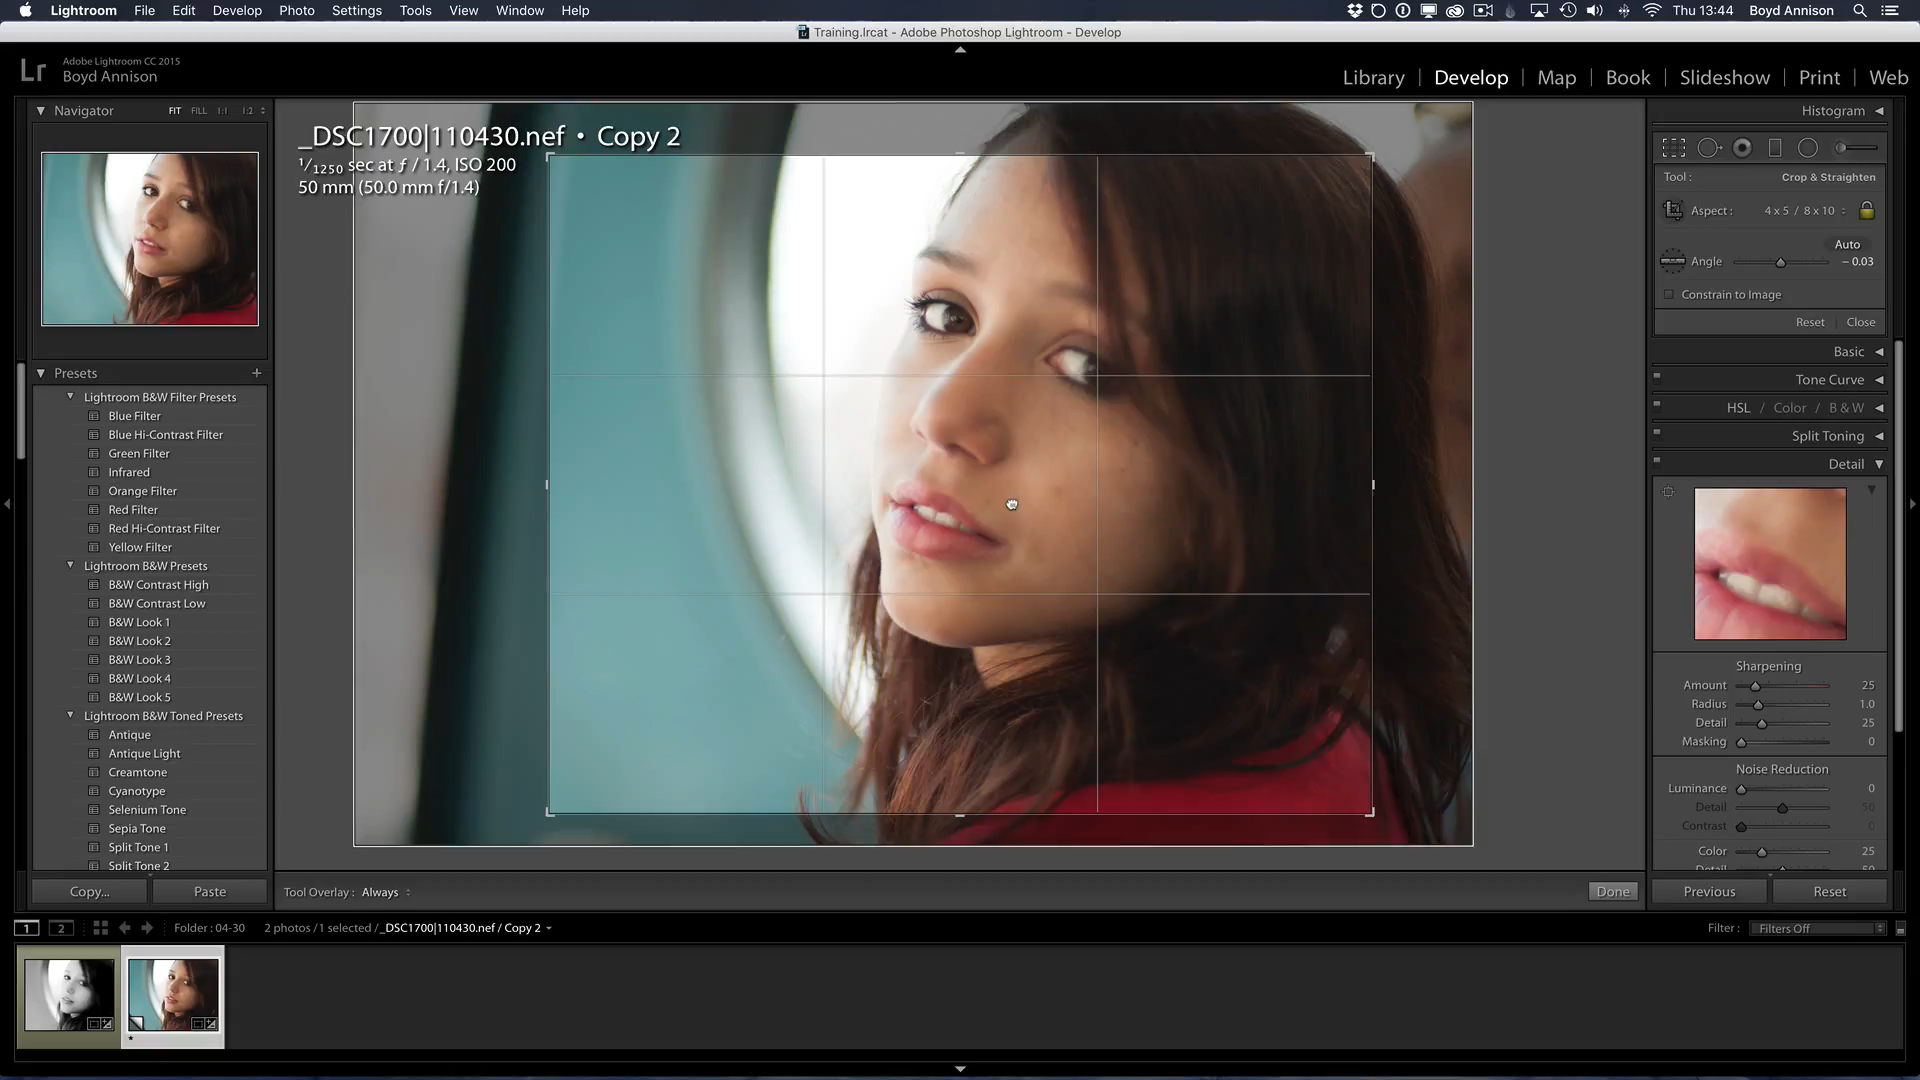 Lightroom File Edit Develop Photo Settings Tools View Window Help Thu 13:44 Boyd Annison
Training.lrcat - Adobe Photoshop Lightroom - Develop
Lr Adobe Lightroom CC 2015
Boyd Annison
Library | Develop | Map | Book | Slideshow | Print | Web
Navigator FIT FILL 1:1 1:2
Histogram
_DSC1700|110430.nef • Copy 2
1/1250 sec at ƒ / 1.4, ISO 200
50 mm (50.0 mm f/1.4)
Tool : Crop & Straighten
Aspect : 4 x 5 / 8 x 10
Auto
Angle – 0.03
Constrain to Image
Reset Close
Basic
Tone Curve
HSL / Color / B & W
Split Toning
Detail
Sharpening
Amount 25
Radius 1.0
Detail 25
Masking 0
Noise Reduction
Luminance 0
Detail 50
Contrast 0
Color 25
Detail 50
Previous Reset
Presets +
Lightroom B&W Filter Presets
Blue Filter
Blue Hi-Contrast Filter
Green Filter
Infrared
Orange Filter
Red Filter
Red Hi-Contrast Filter
Yellow Filter
Lightroom B&W Presets
B&W Contrast High
B&W Contrast Low
B&W Look 1
B&W Look 2
B&W Look 3
B&W Look 4
B&W Look 5
Lightroom B&W Toned Presets
Antique
Antique Light
Creamtone
Cyanotype
Selenium Tone
Sepia Tone
Split Tone 1
Split Tone 2
Copy... Paste
Tool Overlay : Always Done
1 2 Folder : 04-30 2 photos / 1 selected / _DSC1700|110430.nef / Copy 2 Filter : Filters Off